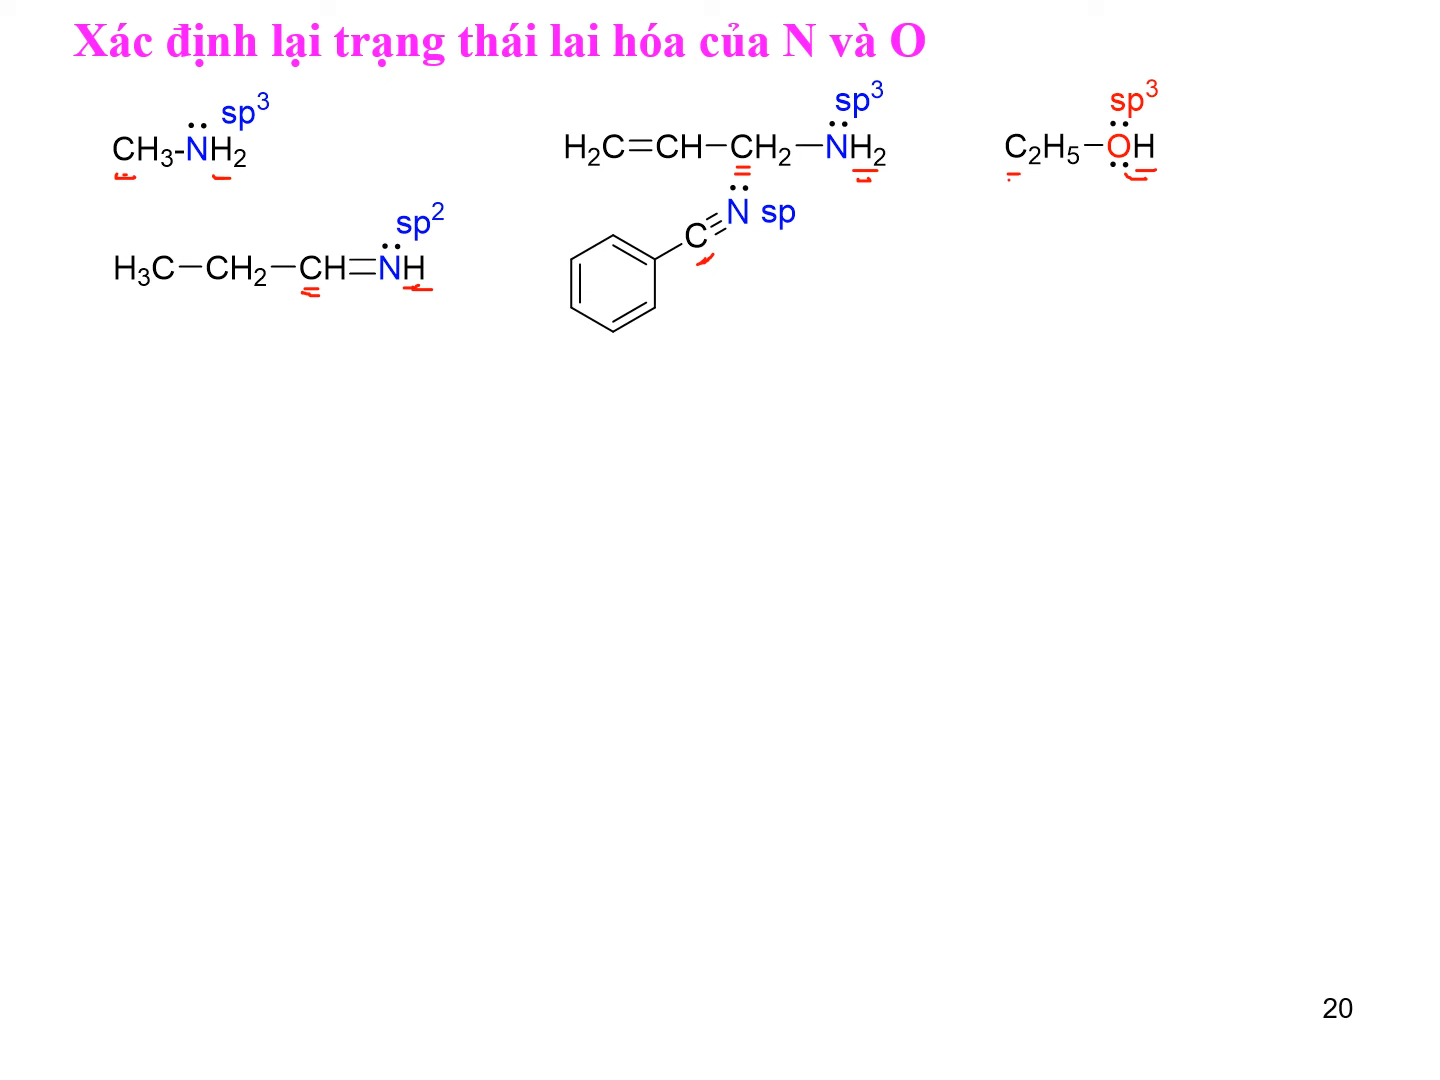 Xác định lại trạng thái lai hóa của N và O
sp³
CH₃-NH₂
sp³
H₂C=CH–CH₂–NH₂
sp³
C₂H₅–OH
sp²
H₃C–CH₂–CH=NH
N sp
C≡
20